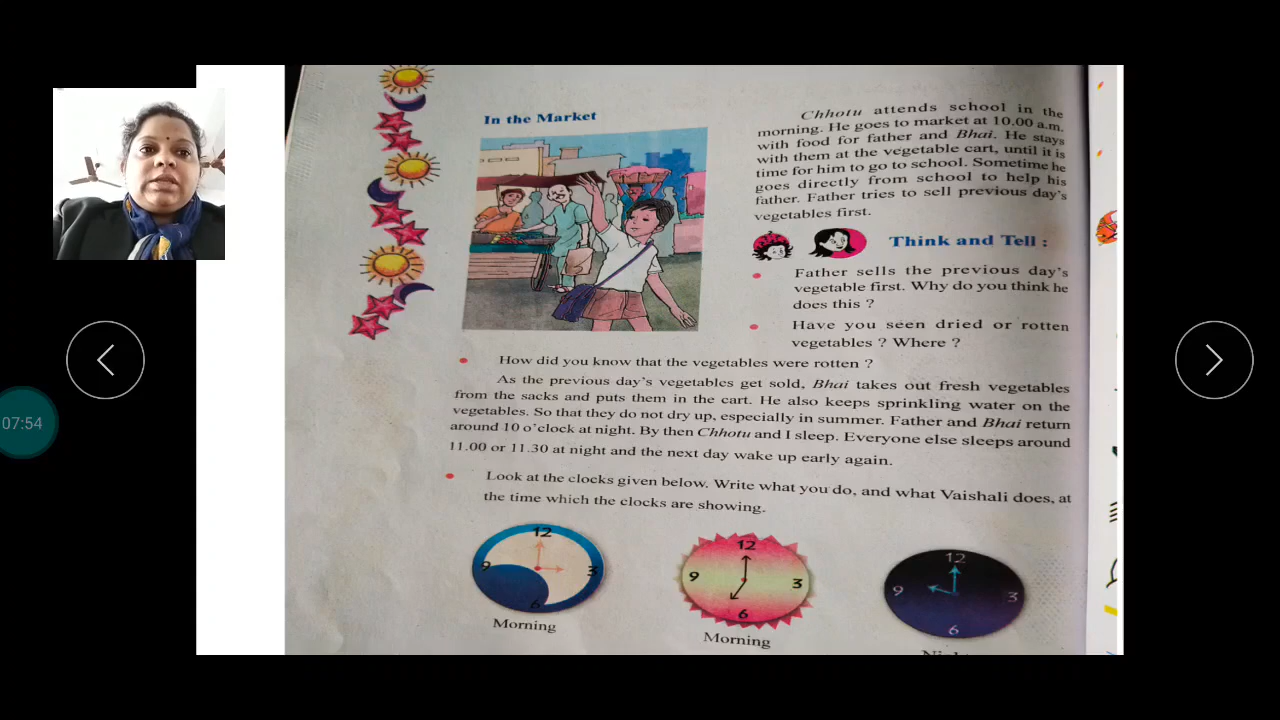 In the Market
Chhotu attends school in the
morning. He goes to market at 10.00 a.m.
with food for father and Bhai. He stays
with them at the vegetable cart, until it is
time for him to go to school. Sometime he
goes directly from school to help his
father. Father tries to sell previous day's
vegetables first.
Think and Tell :
Father sells the previous day's
vegetable first. Why do you think he
does this ?
Have you seen dried or rotten
vegetables ? Where ?
How did you know that the vegetables were rotten ?
As the previous day's vegetables get sold, Bhai takes out fresh vegetables
from the sacks and puts them in the cart. He also keeps sprinkling water on the
vegetables. So that they do not dry up, especially in summer. Father and Bhai return
around 10 o'clock at night. By then Chhotu and I sleep. Everyone else sleeps around
11.00 or 11.30 at night and the next day wake up early again.
Look at the clocks given below. Write what you do, and what Vaishali does, at
the time which the clocks are showing.
12
9 3
6
Morning
12
9 3
6
Morning
12
9 3
6
07:54